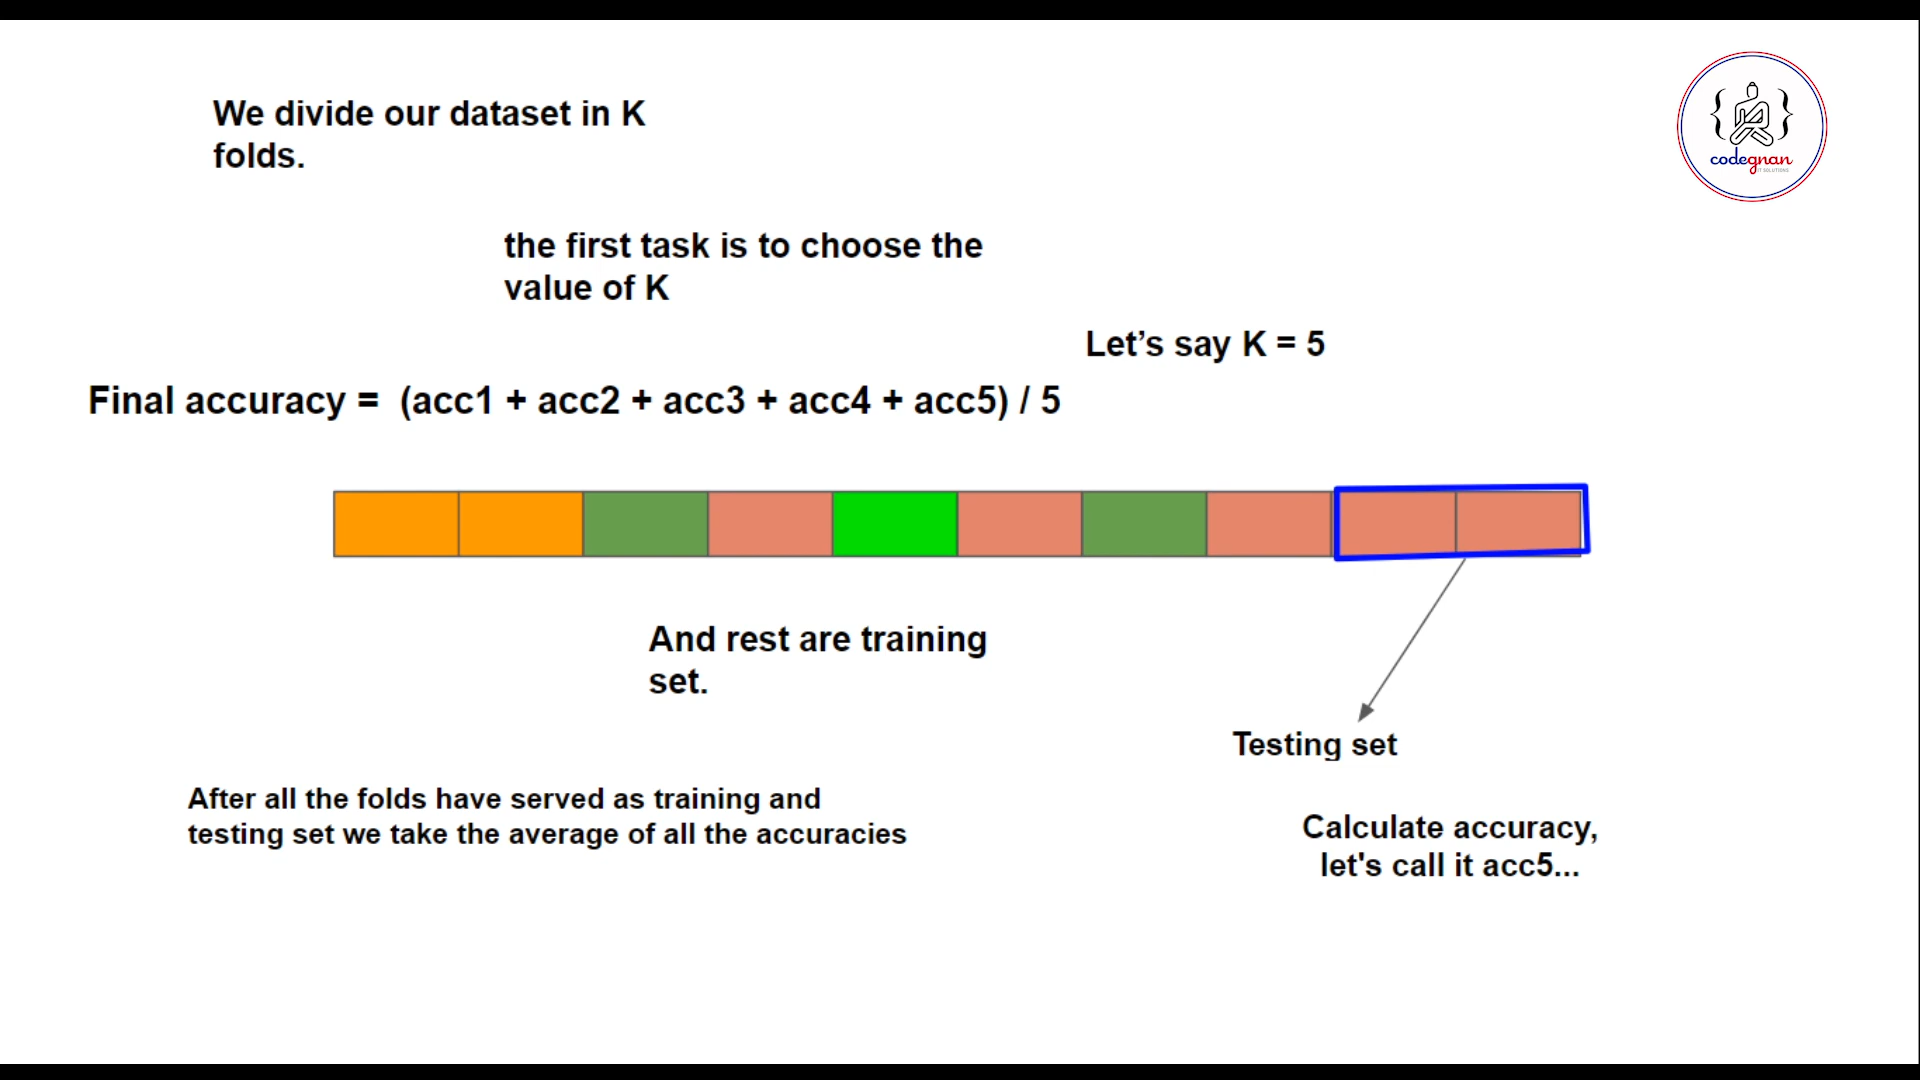 We divide our dataset in K
folds.
codegnan
IT SOLUTIONS
the first task is to choose the
value of K
Let’s say K = 5
Final accuracy = (acc1 + acc2 + acc3 + acc4 + acc5) / 5
And rest are training
set.
Testing set
After all the folds have served as training and
testing set we take the average of all the accuracies
Calculate accuracy,
let's call it acc5...